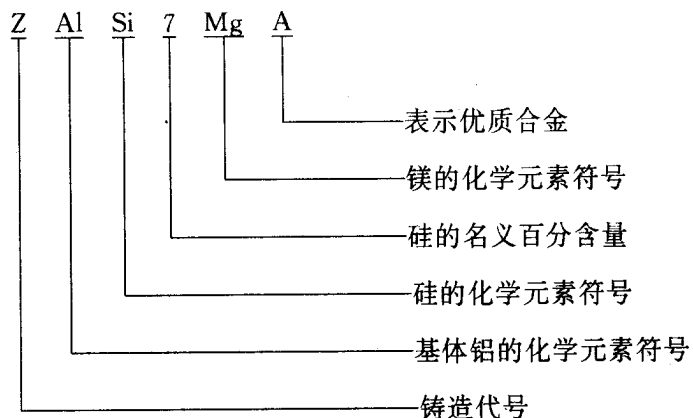 Z Al Si 7 Mg A
表示优质合金
镁的化学元素符号
硅的名义百分含量
硅的化学元素符号
基体铝的化学元素符号
铸造代号